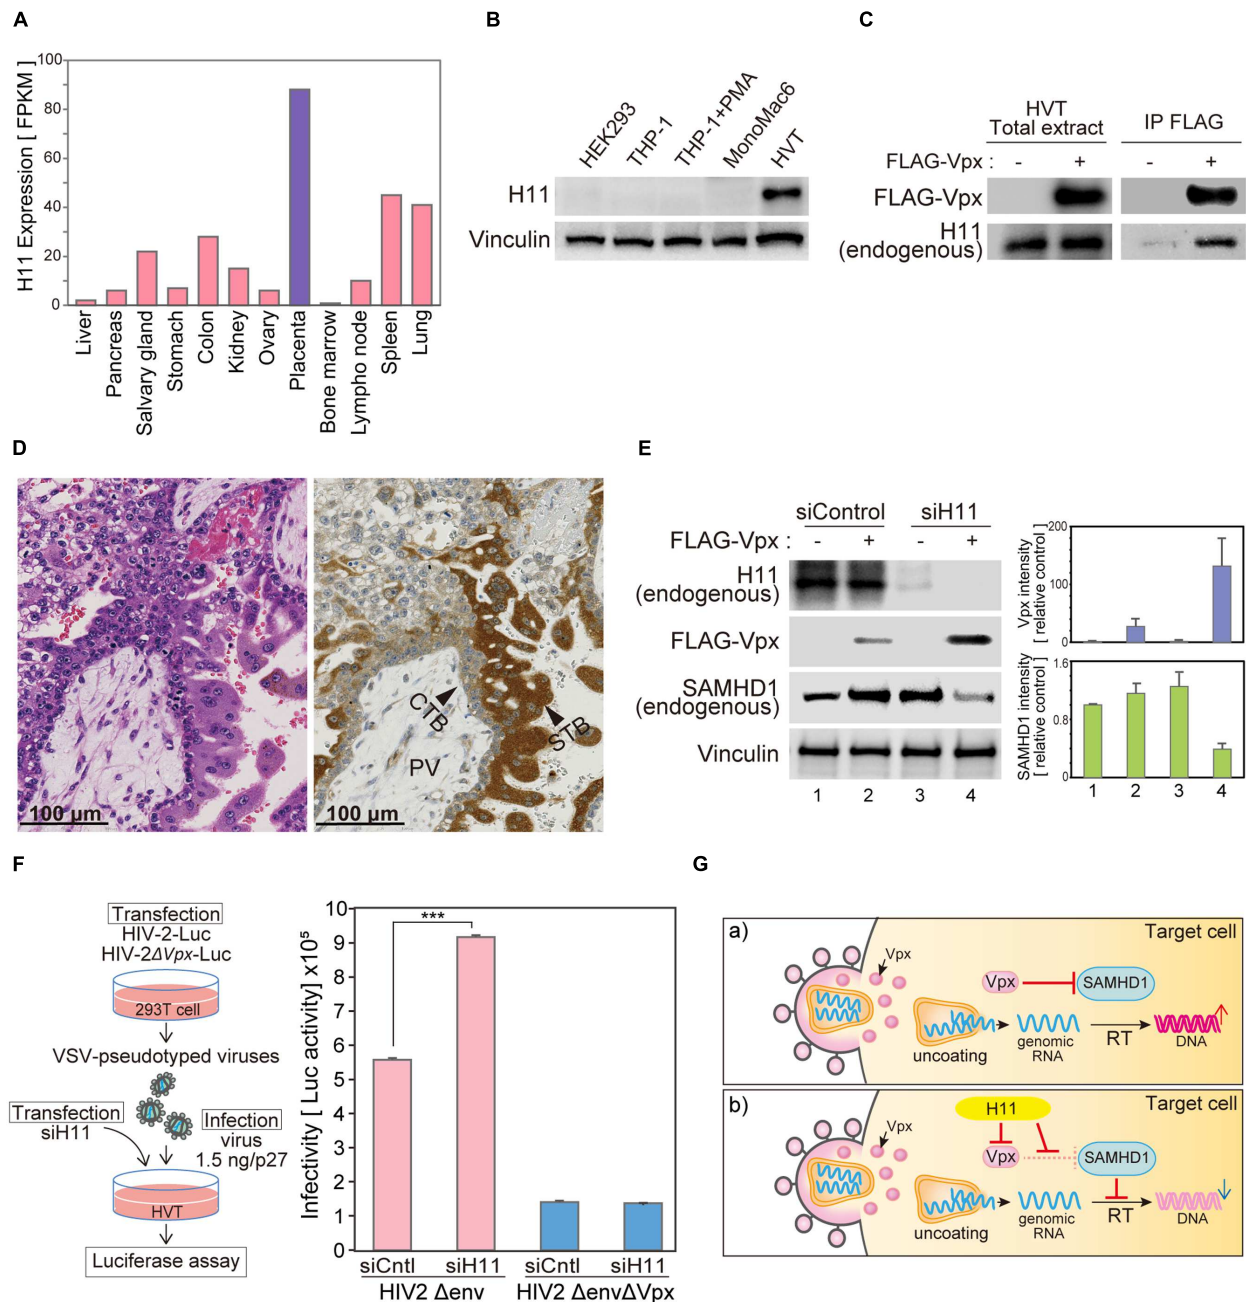 A
H11 Expression [ FPKM ]
100
80
60
40
20
0
Liver
Pancreas
Salvary gland
Stomach
Colon
Kidney
Ovary
Placenta
Bone marrow
Lympho node
Spleen
Lung
B
HEK293
THP-1
THP-1+PMA
MonoMac6
HVT
H11
Vinculin
C
HVT
Total extract
IP FLAG
FLAG-Vpx : - + - +
FLAG-Vpx
H11
(endogenous)
D
100 µm
CTB
STB
PV
100 µm
E
siControl siH11
FLAG-Vpx : - + - +
H11
(endogenous)
FLAG-Vpx
SAMHD1
(endogenous)
Vinculin
1 2 3 4
Vpx intensity
[ relative control ]
200
100
0
SAMHD1 intensity
[ relative control ]
1.6
0.8
0
1 2 3 4
F
Transfection
HIV-2-Luc
HIV-2ΔVpx-Luc
293T cell
VSV-pseudotyped viruses
Transfection
siH11
Infection
virus
1.5 ng/p27
HVT
Luciferase assay
Infectivity [ Luc activity] x10⁵
10
9
8
7
6
5
4
3
2
1
0
***
siCntl siH11 siCntl siH11
HIV2 Δenv HIV2 ΔenvΔVpx
G
a)
Target cell
Vpx
Vpx
SAMHD1
uncoating
genomic
RNA
RT
DNA
b)
Target cell
H11
Vpx
Vpx
SAMHD1
uncoating
genomic
RNA
RT
DNA